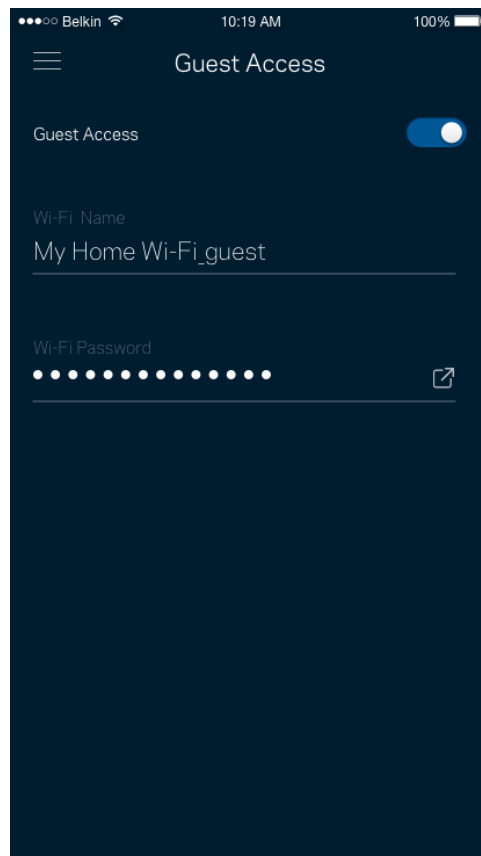 ●●●○○ Belkin 10:19 AM 100%
Guest Access
Guest Access
Wi-Fi Name
My Home Wi-Fi_guest
Wi-Fi Password
●●●●●●●●●●●●●●